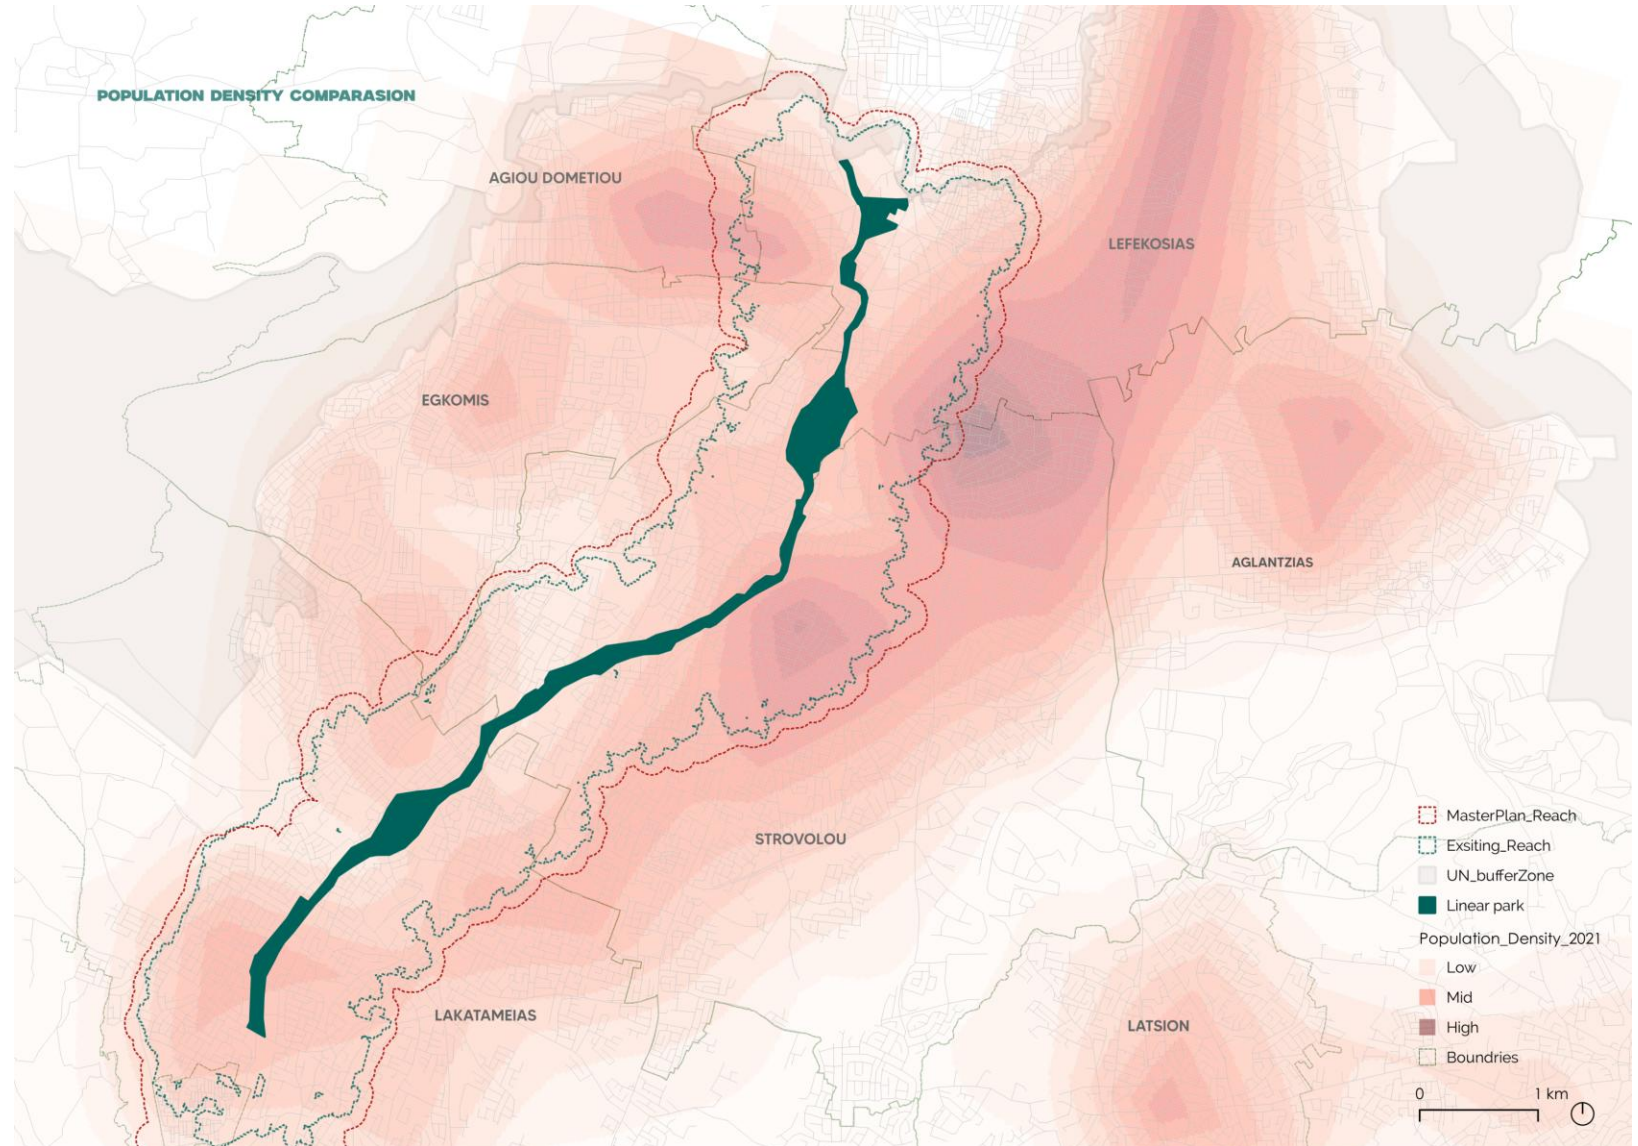 POPULATION DENSITY COMPARASION
AGIOU DOMETIOU
LEFEKOSIAS
EGKOMIS
AGLANTZIAS
STROVOLOU
LAKATAMEIAS
LATSION
MasterPlan_Reach
Exsiting_Reach
UN_bufferZone
Linear park
Population_Density_2021
Low
Mid
High
Boundries
0 1 km